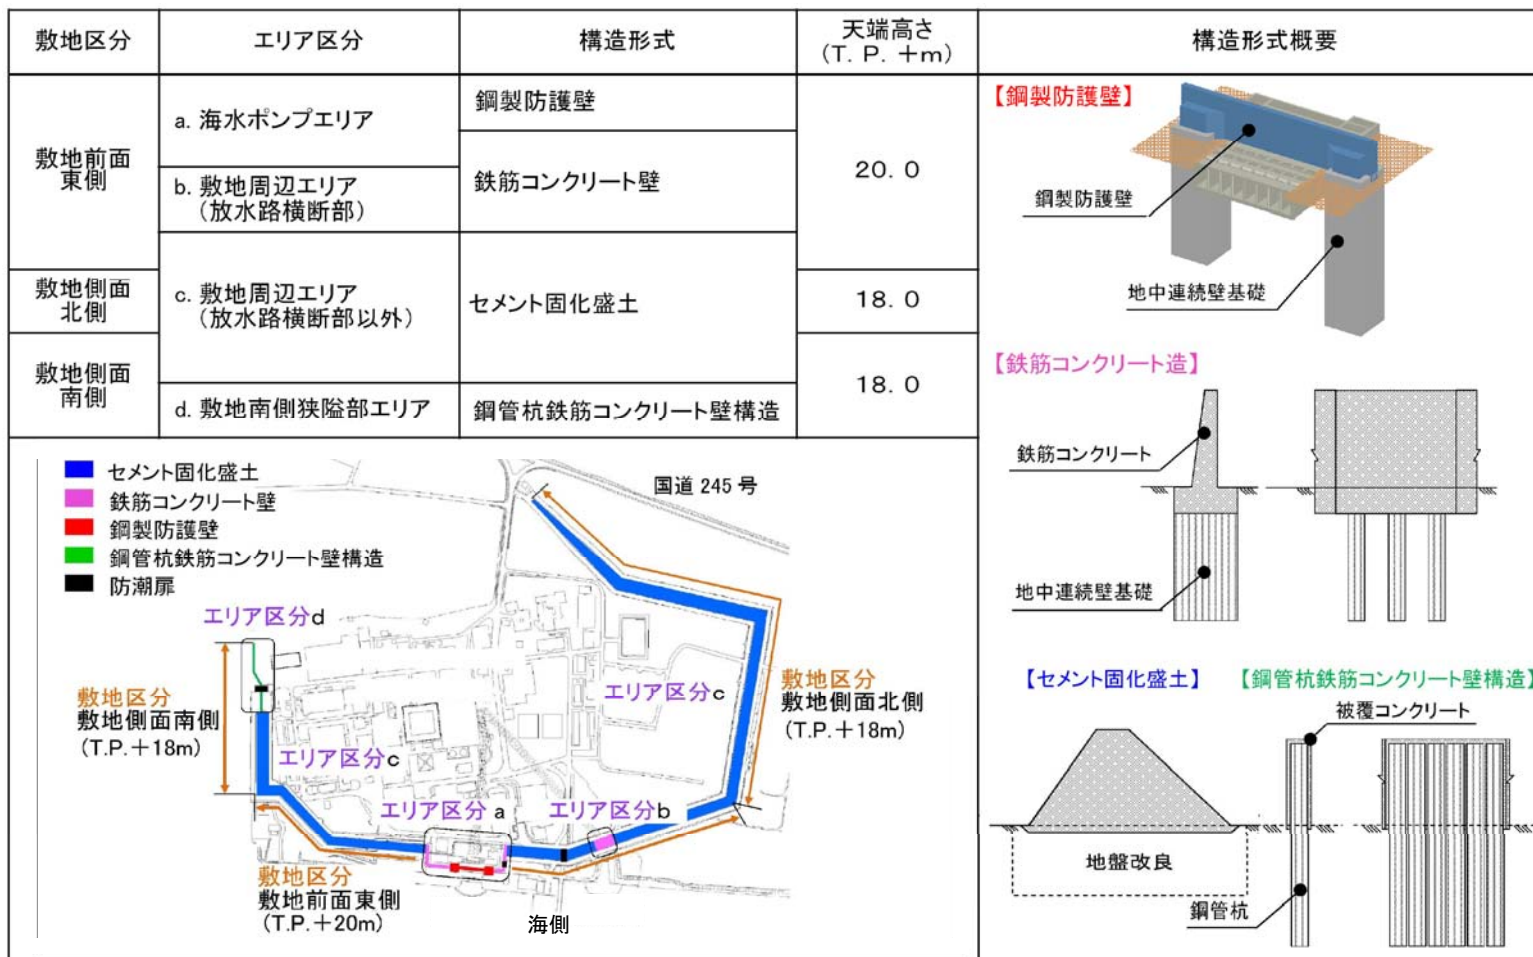 敷地区分
エリア区分
構造形式
天端高さ
(T. P. +m)
構造形式概要
敷地前面
東側
a. 海水ポンプエリア
鋼製防護壁
20. 0
b. 敷地周辺エリア
(放水路横断部)
鉄筋コンクリート壁
敷地側面
北側
c. 敷地周辺エリア
(放水路横断部以外)
セメント固化盛土
18. 0
敷地側面
南側
18. 0
d. 敷地南側狭隘部エリア
鋼管杭鉄筋コンクリート壁構造
セメント固化盛土
鉄筋コンクリート壁
鋼製防護壁
鋼管杭鉄筋コンクリート壁構造
防潮扉
国道 245 号
エリア区分d
敷地区分
敷地側面南側
(T.P.+18m)
エリア区分c
エリア区分 a
エリア区分b
エリア区分c
敷地区分
敷地側面北側
(T.P.+18m)
敷地区分
敷地前面東側
(T.P.+20m)
海側
【鋼製防護壁】
鋼製防護壁
地中連続壁基礎
【鉄筋コンクリート造】
鉄筋コンクリート
地中連続壁基礎
【セメント固化盛土】
地盤改良
【鋼管杭鉄筋コンクリート壁構造】
被覆コンクリート
鋼管杭